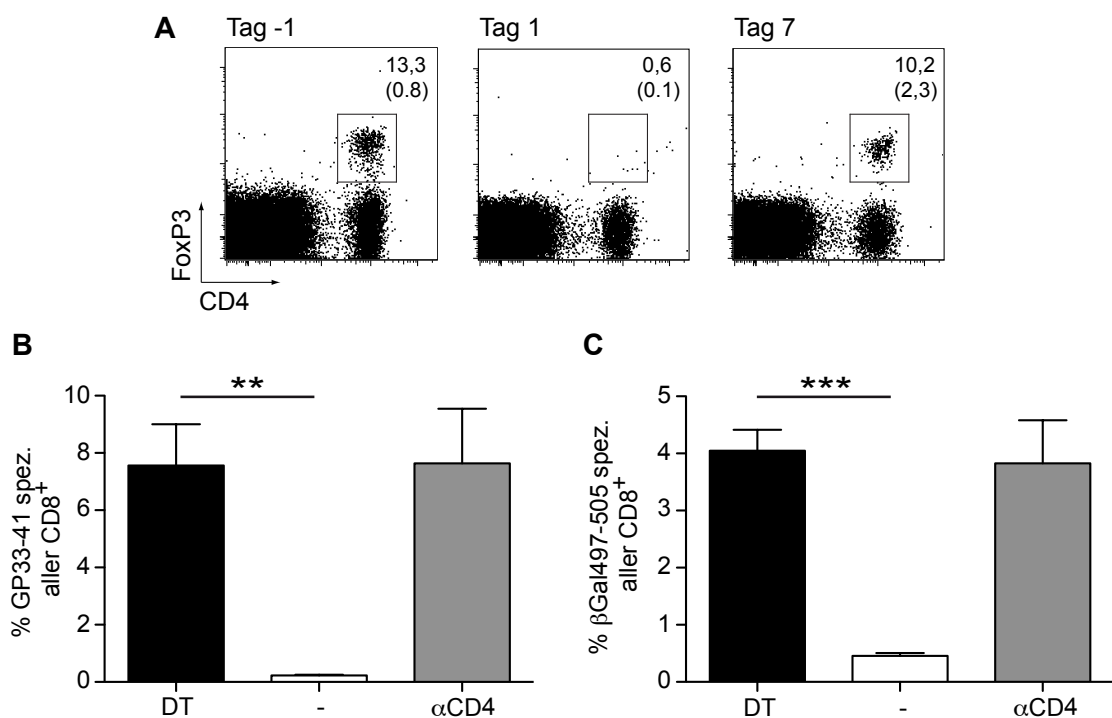 A
Tag -1
Tag 1
Tag 7
13,3
(0.8)
0,6
(0.1)
10,2
(2,3)
FoxP3
CD4
B
% GP33-41 spez.
aller CD8+
10
8
6
4
2
0
**
DT
-
αCD4
C
% βGal497-505 spez.
aller CD8+
5
4
3
2
1
0
***
DT
-
αCD4